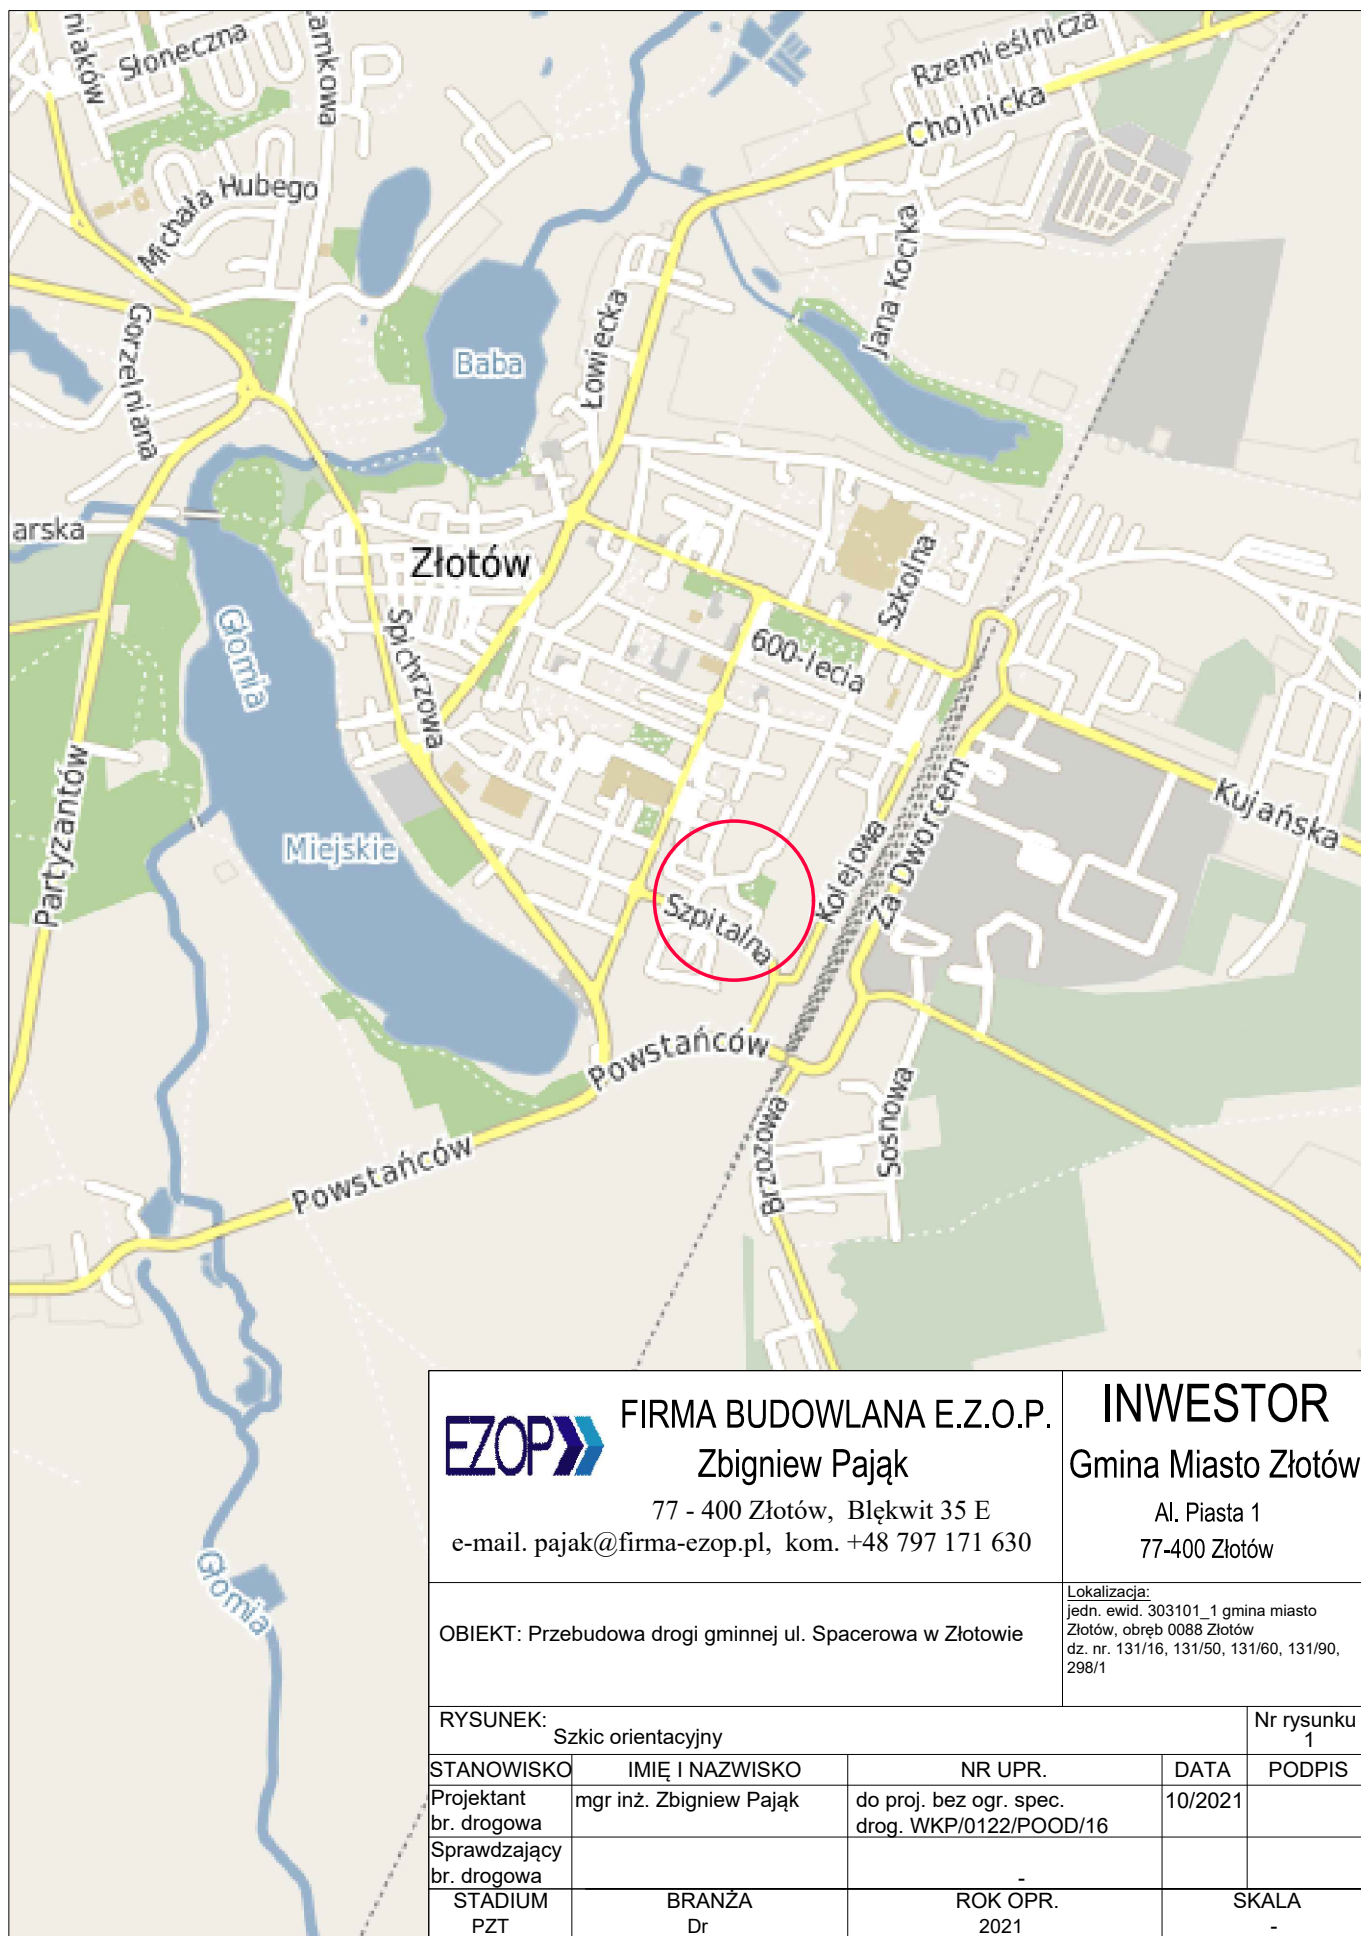 niaków
Słoneczna
amkowa
Rzemieślnicza
Chojnicka
Michała Hubego
Jana Kocika
Gorzelniana
Baba
Łowiecka
arska
Złotów
Szkolna
Głomia
Spichrzowa
600-lecia
Partyzantów
Miejskie
Kujańska
Kolejowa
Za Dworcem
Szpitalna
Powstańców
Sosnowa
Brzozowa
Powstańców
Głomia
EZOP
FIRMA BUDOWLANA E.Z.O.P.
Zbigniew Pająk
77 - 400 Złotów, Blękwit 35 E
e-mail. pajak@firma-ezop.pl, kom. +48 797 171 630
INWESTOR
Gmina Miasto Złotów
Al. Piasta 1
77-400 Złotów
OBIEKT: Przebudowa drogi gminnej ul. Spacerowa w Złotowie
Lokalizacja:
jedn. ewid. 303101_1 gmina miasto
Złotów, obręb 0088 Złotów
dz. nr. 131/16, 131/50, 131/60, 131/90,
298/1
RYSUNEK:
Szkic orientacyjny
Nr rysunku
1
STANOWISKO IMIĘ I NAZWISKO NR UPR. DATA PODPIS
Projektant mgr inż. Zbigniew Pająk do proj. bez ogr. spec. 10/2021
br. drogowa drog. WKP/0122/POOD/16
Sprawdzający
br. drogowa -
STADIUM BRANŻA ROK OPR. SKALA
PZT Dr 2021 -